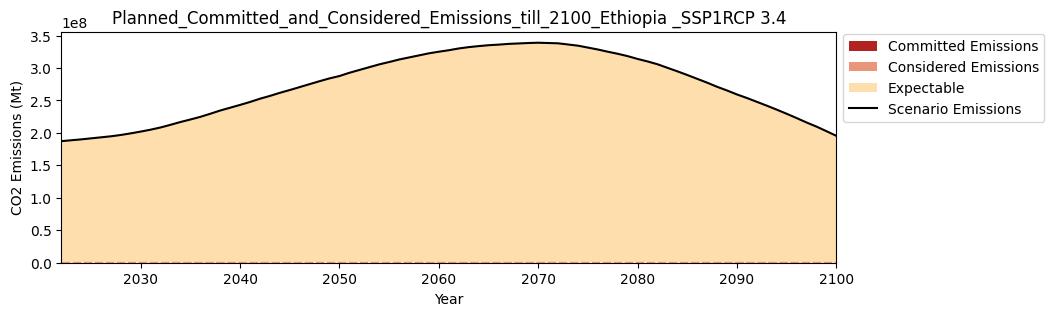 Planned_Committed_and_Considered_Emissions_till_2100_Ethiopia _SSP1RCP 3.4
1e8
3.5
3.0
2.5
2.0
1.5
1.0
0.5
0.0
CO2 Emissions (Mt)
2030 2040 2050 2060 2070 2080 2090 2100
Year
Committed Emissions
Considered Emissions
Expectable
Scenario Emissions